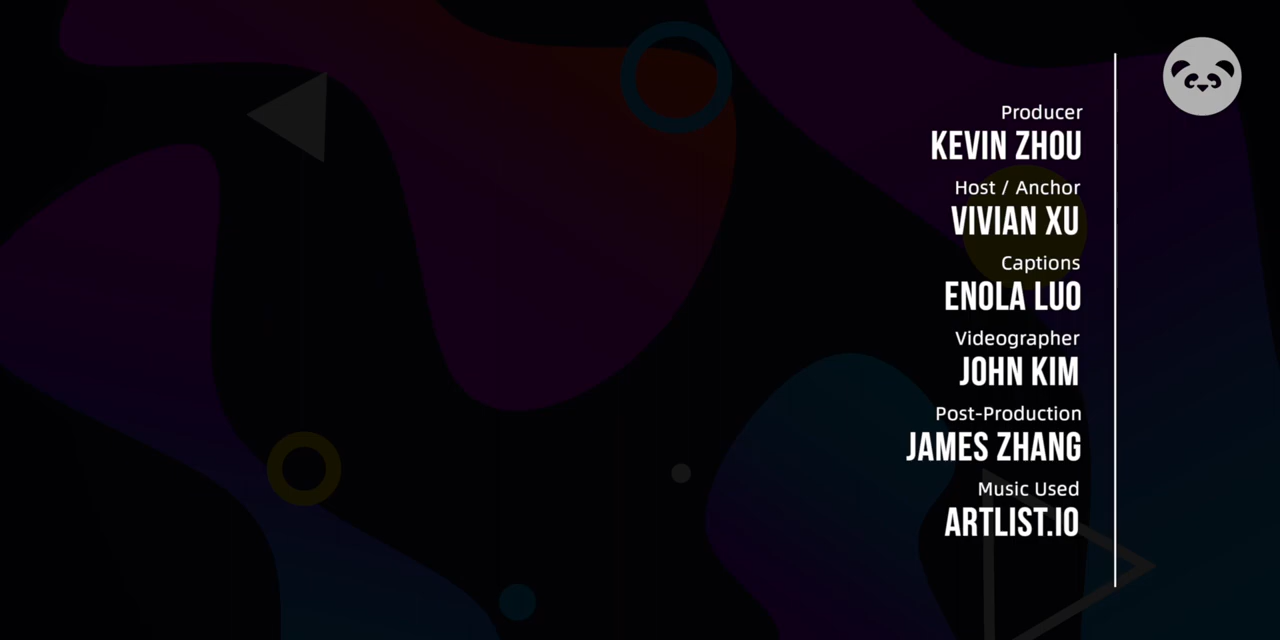 Producer
KEVIN ZHOU
Host / Anchor
VIVIAN XU
Captions
ENOLA LUO
Videographer
JOHN KIM
Post-Production
JAMES ZHANG
Music Used
ARTLIST.IO